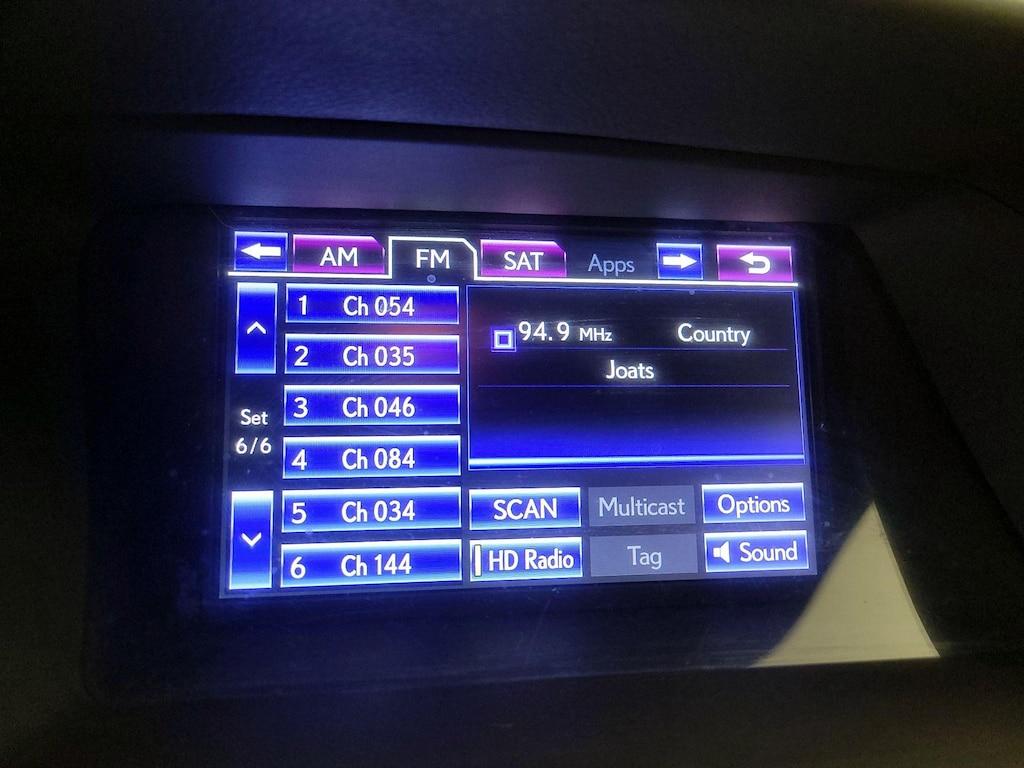 AM FM SAT Apps
1 Ch 054
2 Ch 035
3 Ch 046
4 Ch 084
5 Ch 034
6 Ch 144
Set
6/6
94.9 MHz Country
Joats
SCAN Multicast Options
HD Radio Tag Sound